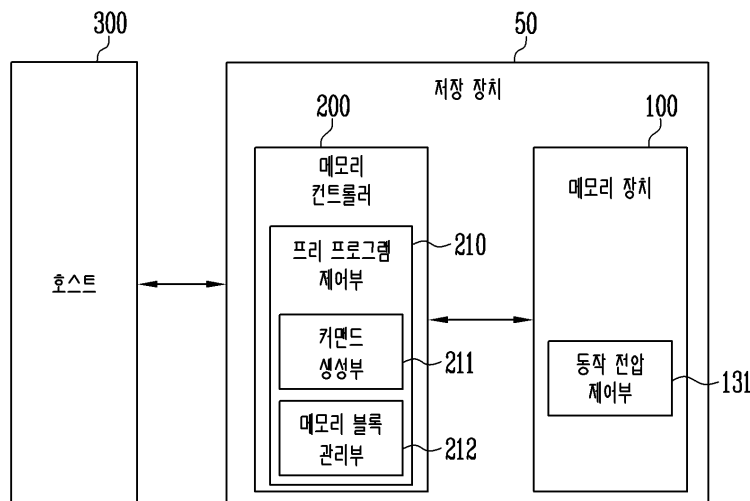 300
50
저장 장치
200
100
메모리
컨트롤러
메모리 장치
프리 프로그램
제어부
210
호스트
커맨드
생성부
211
동작 전압
제어부
131
메모리 블록
관리부
212